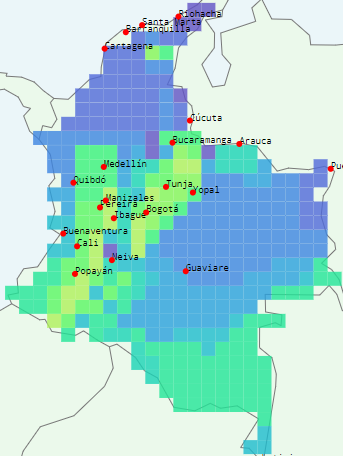 Riohacha
Santa Marta
Barranquilla
Cartagena
Cúcuta
Bucaramanga
Arauca
Medellín
Quibdó
Tunja
Yopal
Manizales
Pereira
Bogotá
Ibagué
Buenaventura
Cali
Neiva
Popayán
Guaviare